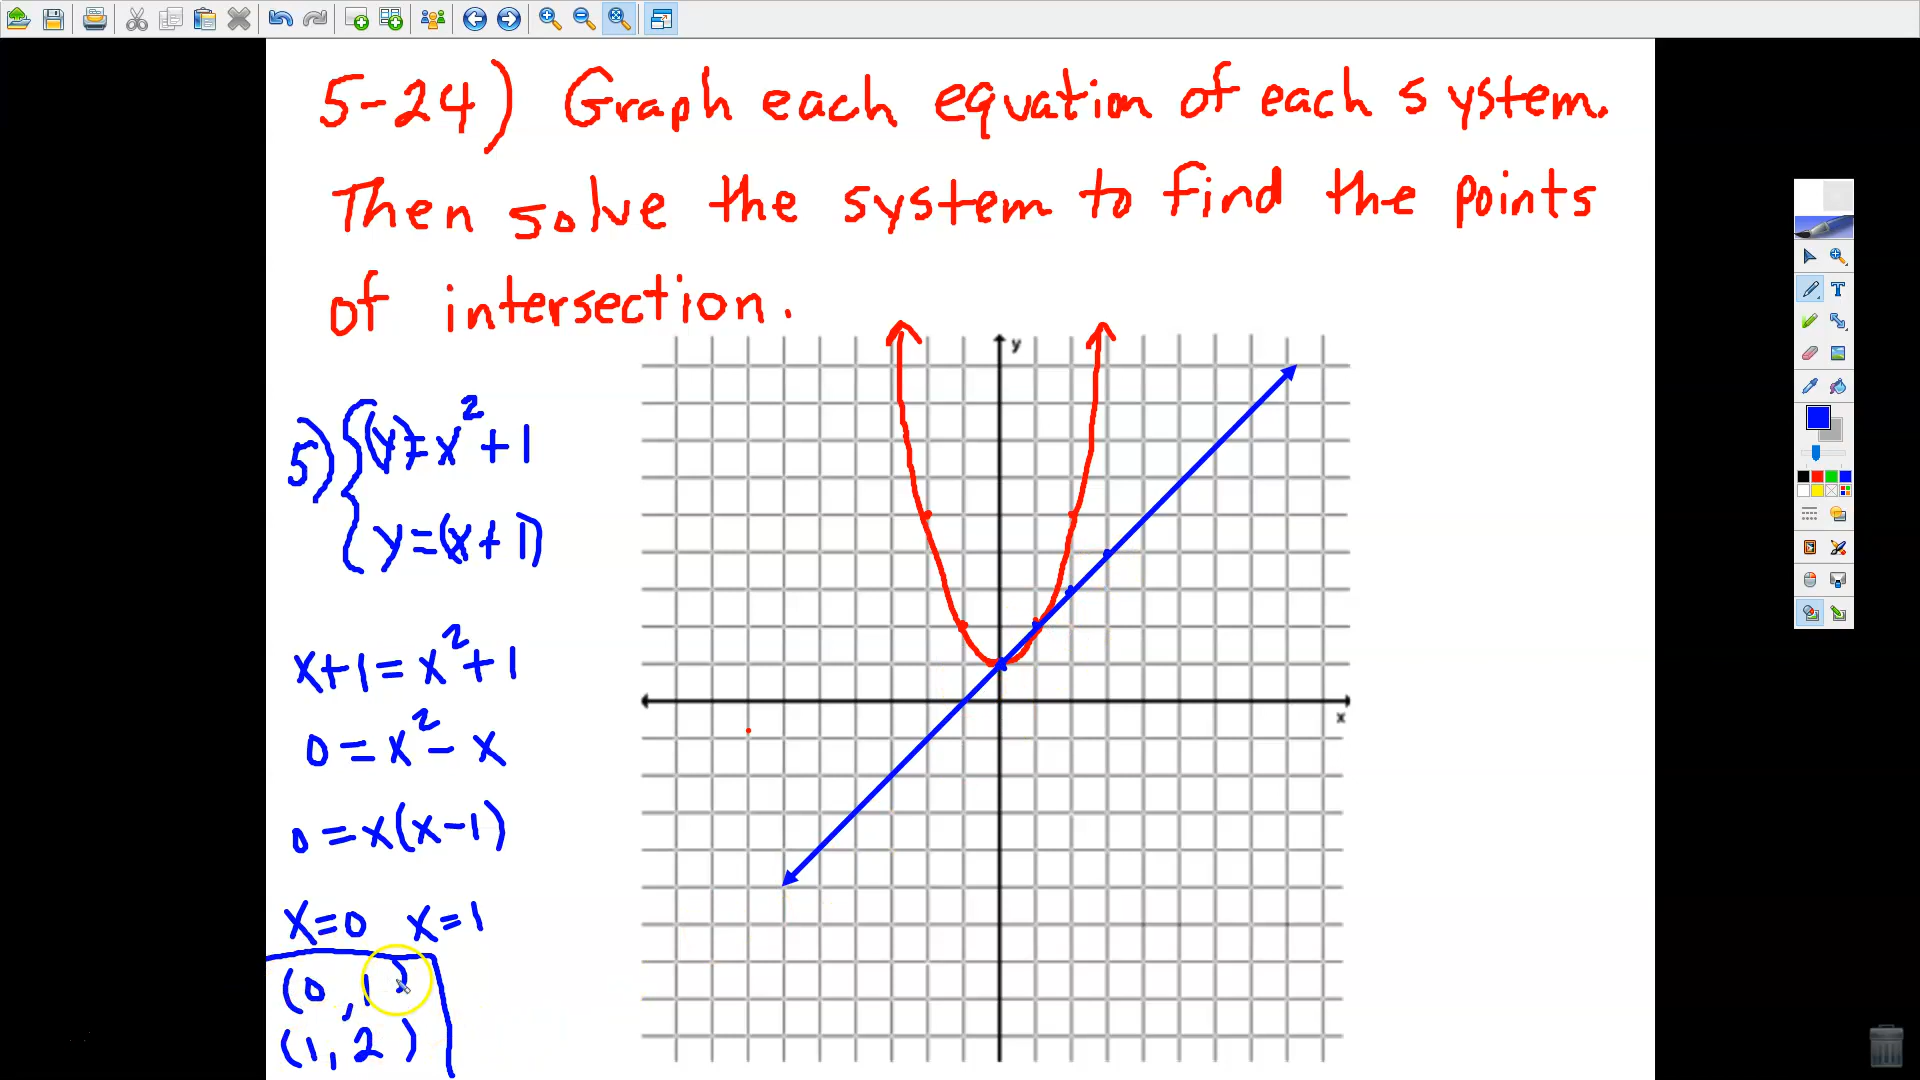 5-24) Graph each equation of each system.
Then solve the system to find the points
of intersection.
y
x
5) { (y) = x² + 1
y = (x + 1)
x + 1 = x² + 1
0 = x² - x
0 = x(x - 1)
x = 0 x = 1
(0, 1)
(1, 2)
T